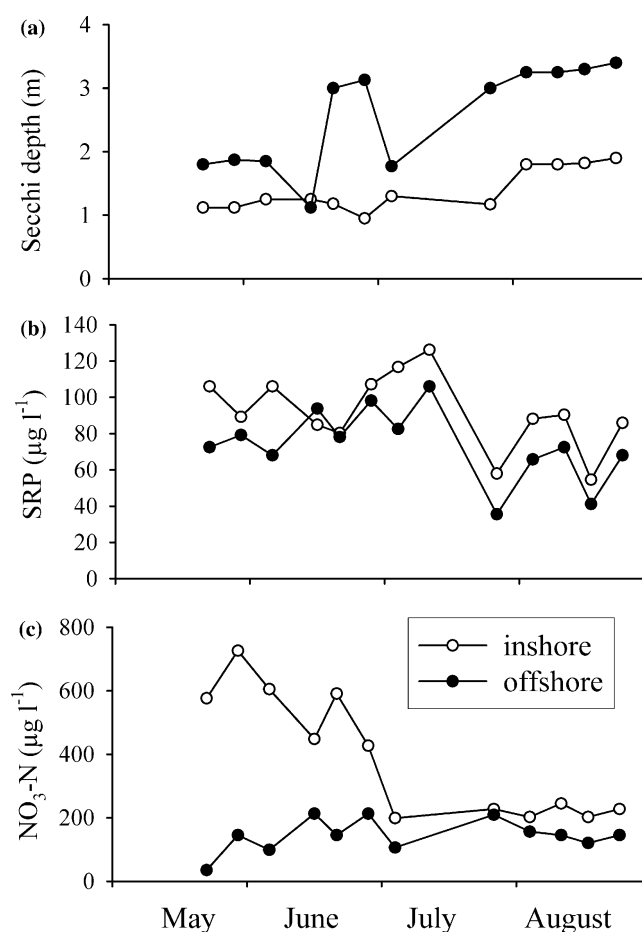 (a)
Secchi depth (m)
4
3
2
1
0
(b)
SRP (µg l⁻¹)
140
120
100
80
60
40
20
0
(c)
NO₃-N (µg l⁻¹)
800
600
400
200
0
inshore
offshore
May June July August